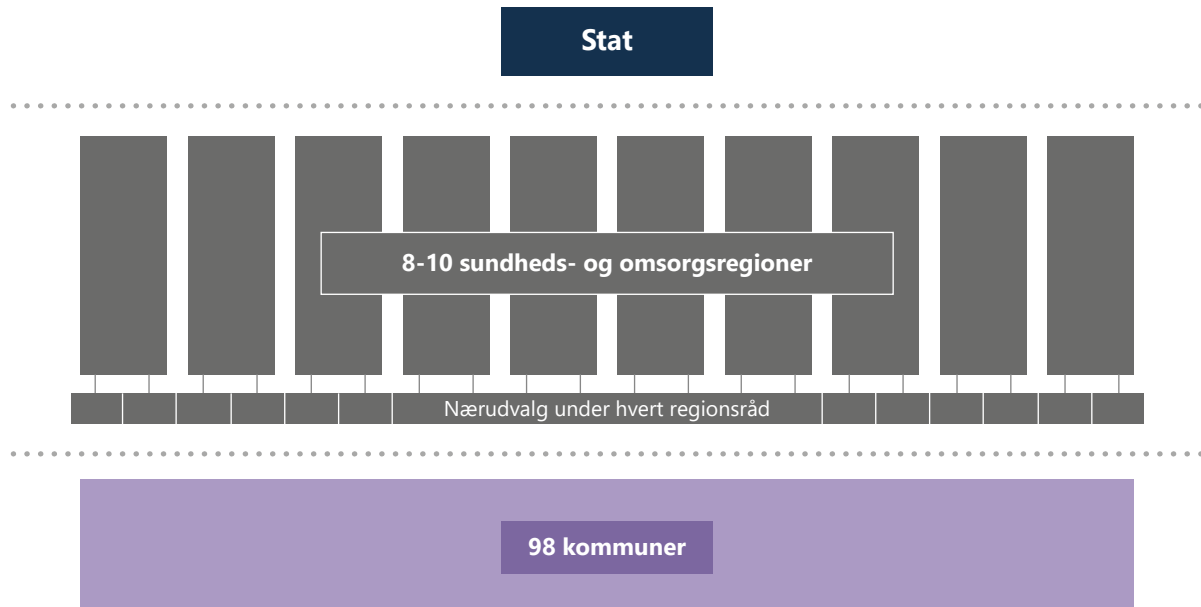 Stat
8-10 sundheds- og omsorgsregioner
Nærudvalg under hvert regionsråd
98 kommuner